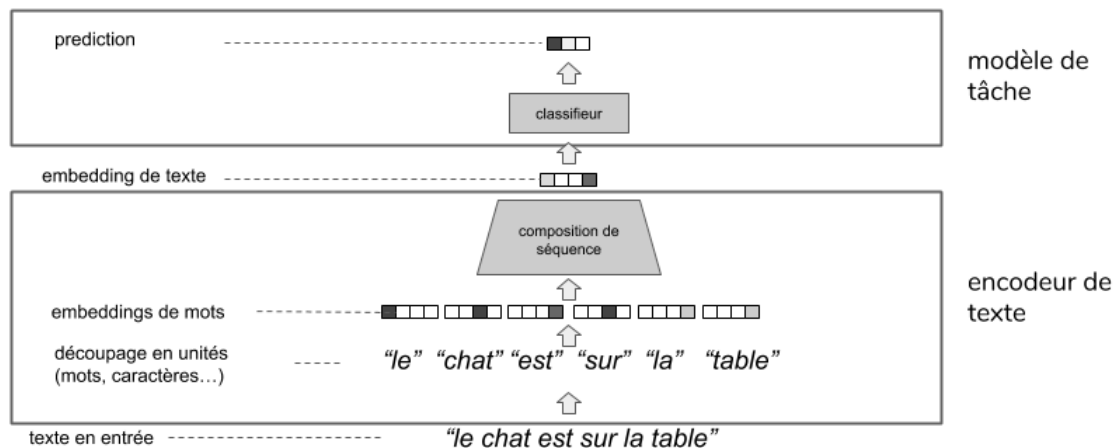 prediction
classifieur
modèle de
tâche
embedding de texte
composition de
séquence
encodeur de
texte
embeddings de mots
découpage en unités
(mots, caractères…)
“le” “chat” “est” “sur” “la” “table”
texte en entrée
“le chat est sur la table”